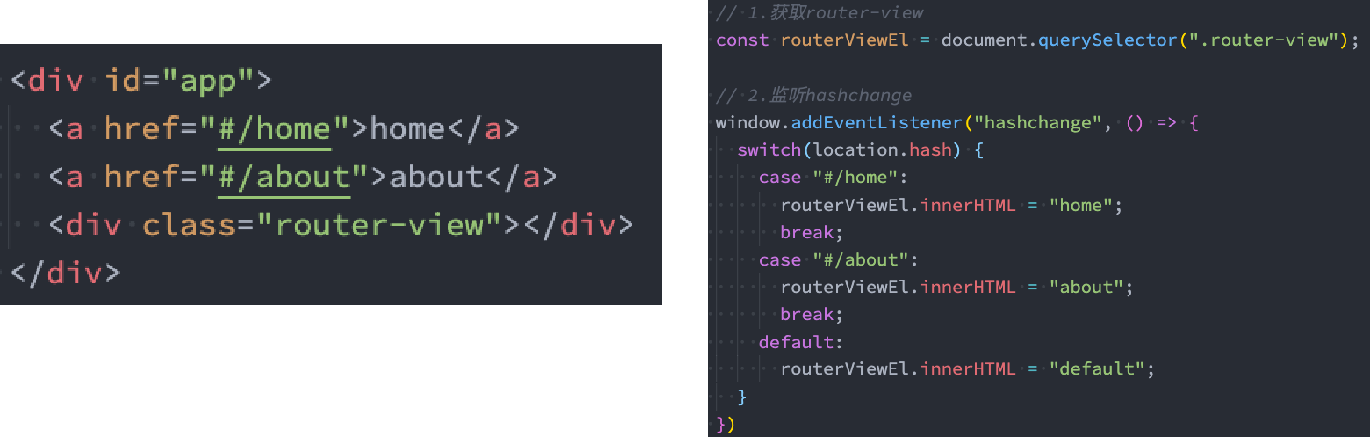 <div id="app">
  <a href="#/home">home</a>
  <a href="#/about">about</a>
  <div class="router-view"></div>
</div>
// 1.获取router-view
const routerViewEl = document.querySelector(".router-view");

// 2.监听hashchange
window.addEventListener("hashchange", () => {
  switch(location.hash) {
    case "#/home":
      routerViewEl.innerHTML = "home";
      break;
    case "#/about":
      routerViewEl.innerHTML = "about";
      break;
    default:
      routerViewEl.innerHTML = "default";
  }
})